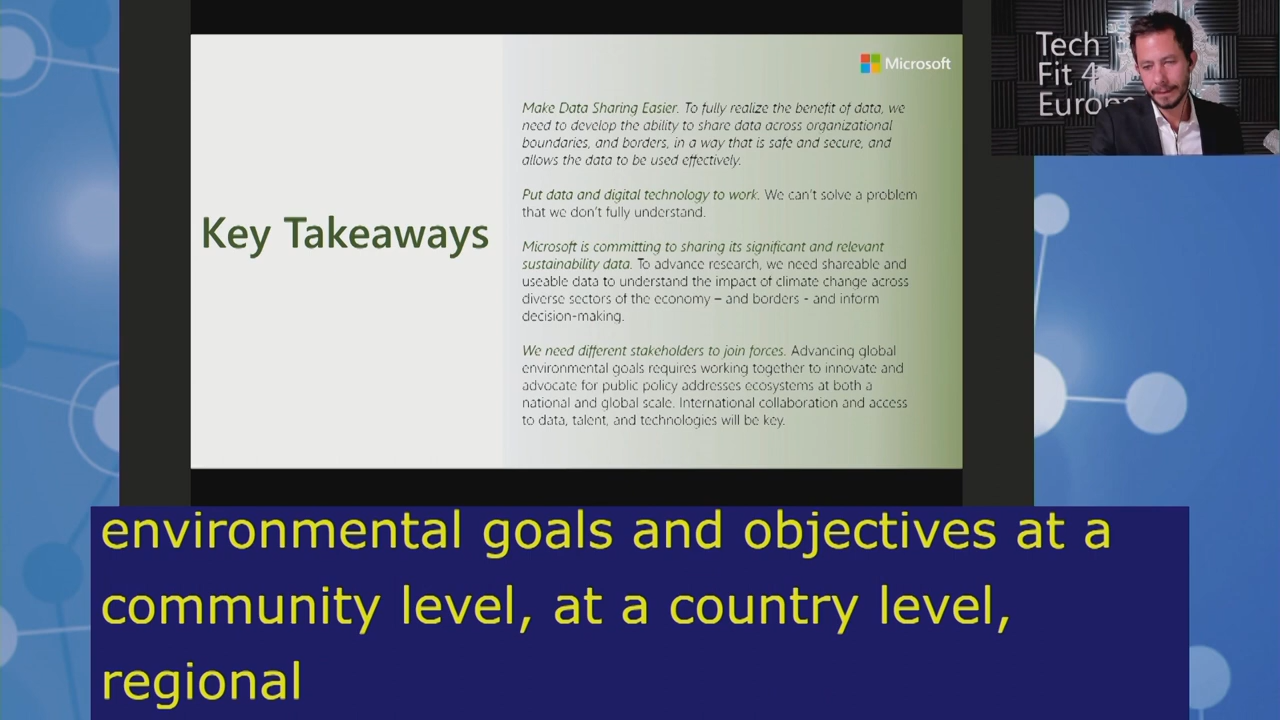 Microsoft
Tech
Fit 4
Europe
Make Data Sharing Easier. To fully realize the benefit of data, we
need to develop the ability to share data across organizational
boundaries, and borders, in a way that is safe and secure, and
allows the data to be used effectively.
Put data and digital technology to work. We can't solve a problem
that we don't fully understand.
Key Takeaways
Microsoft is committing to sharing its significant and relevant
sustainability data. To advance research, we need shareable and
useable data to understand the impact of climate change across
diverse sectors of the economy – and borders - and inform
decision-making.
We need different stakeholders to join forces. Advancing global
environmental goals requires working together to innovate and
advocate for public policy addresses ecosystems at both a
national and global scale. International collaboration and access
to data, talent, and technologies will be key.
environmental goals and objectives at a
community level, at a country level,
regional